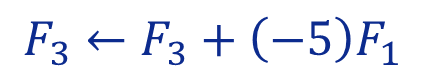 F₃ ← F₃ + (−5)F₁